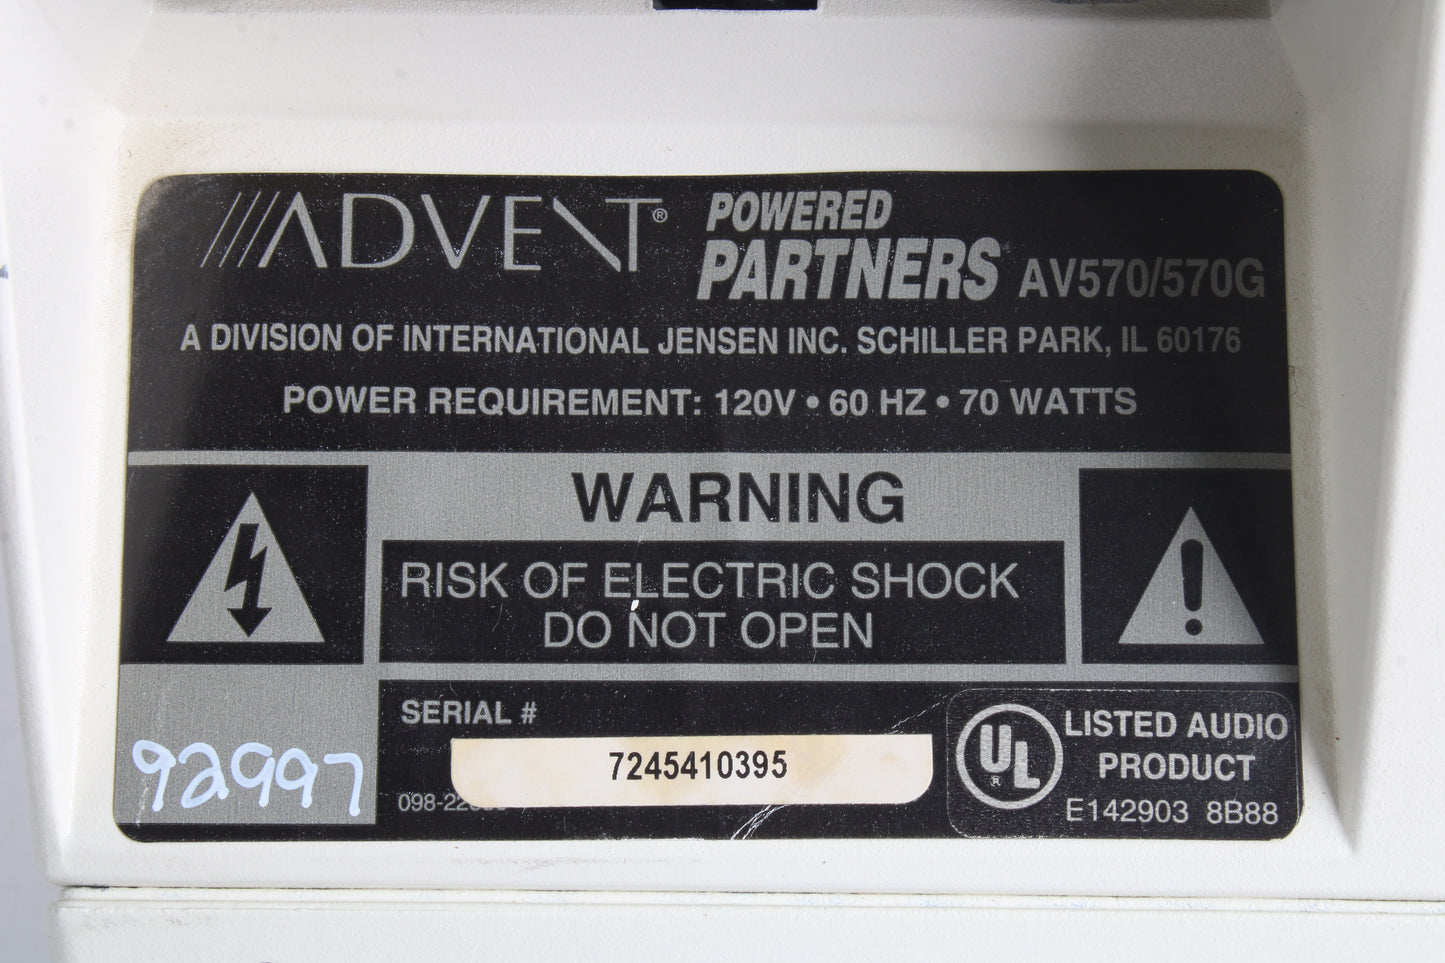 ADVENT® POWERED PARTNERS AV570/570G
A DIVISION OF INTERNATIONAL JENSEN INC. SCHILLER PARK, IL 60176
POWER REQUIREMENT: 120V • 60 HZ • 70 WATTS
WARNING
RISK OF ELECTRIC SHOCK
DO NOT OPEN
SERIAL #
7245410395
92997
UL® LISTED AUDIO
PRODUCT
E142903 8B88